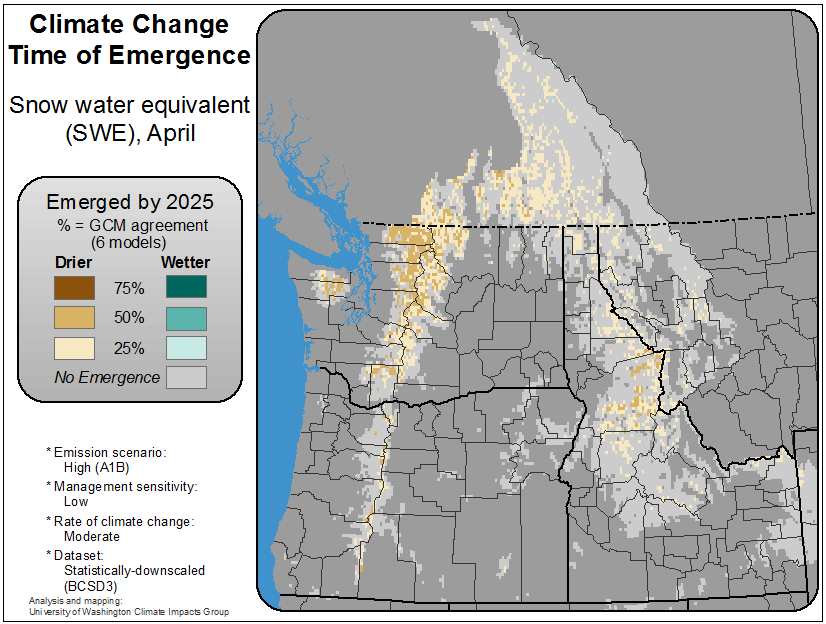 Climate Change
Time of Emergence
Snow water equivalent
(SWE), April
Emerged by 2025
% = GCM agreement
(6 models)
Drier Wetter
75%
50%
25%
No Emergence
* Emission scenario:
High (A1B)
* Management sensitivity:
Low
* Rate of climate change:
Moderate
* Dataset:
Statistically-downscaled
(BCSD3)
Analysis and mapping:
University of Washington Climate Impacts Group